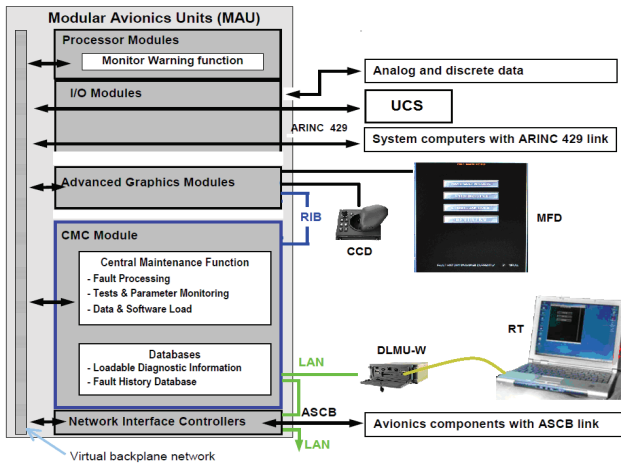 Modular Avionics Units (MAU)
Processor Modules
Monitor Warning function
I/O Modules
Analog and discrete data
UCS
ARINC 429
System computers with ARINC 429 link
Advanced Graphics Modules
RIB
CCD
MFD
CMC Module
Central Maintenance Function
- Fault Processing
- Tests & Parameter Monitoring
- Data & Software Load
RT
Databases
- Loadable Diagnostic Information
- Fault History Database
LAN
DLMU-W
ASCB
Network Interface Controllers
Avionics components with ASCB link
LAN
Virtual backplane network